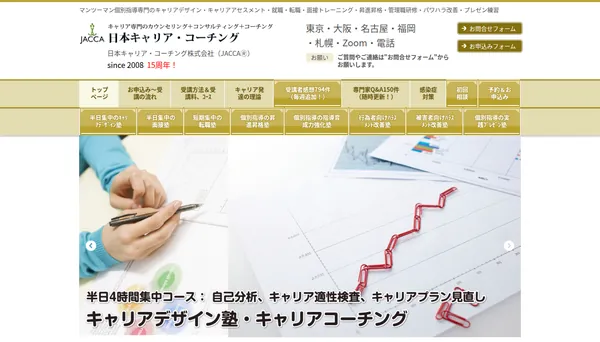 マンツーマン個別指導専門のキャリアデザイン・キャリアアセスメント・就職・転職・面接トレーニング・昇進昇格・管理職研修・パワハラ改善・プレゼン練習
キャリア専門のカウンセリング+コンサルティング+コーチング
日本キャリア・コーチング
JACCA
日本キャリア・コーチング株式会社（JACCA®）
since 2008 15周年！
東京・大阪・名古屋・福岡
・札幌・Zoom・電話
お願い
ご質問やご連絡は"お問合せフォーム"から
お願いします。
お問合せフォーム
お申込みフォーム
トップ
ページ
お申込み～受
講の流れ
受講方法&受
講料、ｺｰｽ
キャリア発
達の理論
受講者感想794件
（毎週追加！）
専門家Q&A150件
（随時更新！）
感染症
対策
初回
相談
予約&お
申込み
半日集中のｷｬﾘ
ｱﾃﾞｻﾞｲﾝ塾
半日集中の
面接塾
短期集中の
転職塾
個別指導の昇
進昇格塾
個別指導の昇
成力強化塾
行為者向けﾊﾗｽ
ﾒﾝﾄ改善塾
被害者向けﾊﾗｽ
ﾒﾝﾄ改善塾
個別指導の実
践ﾌﾟﾚｾﾞﾝ塾
半日4時間集中コース： 自己分析、キャリア適性検査、キャリアプラン見直し
キャリアデザイン塾・キャリアコーチング